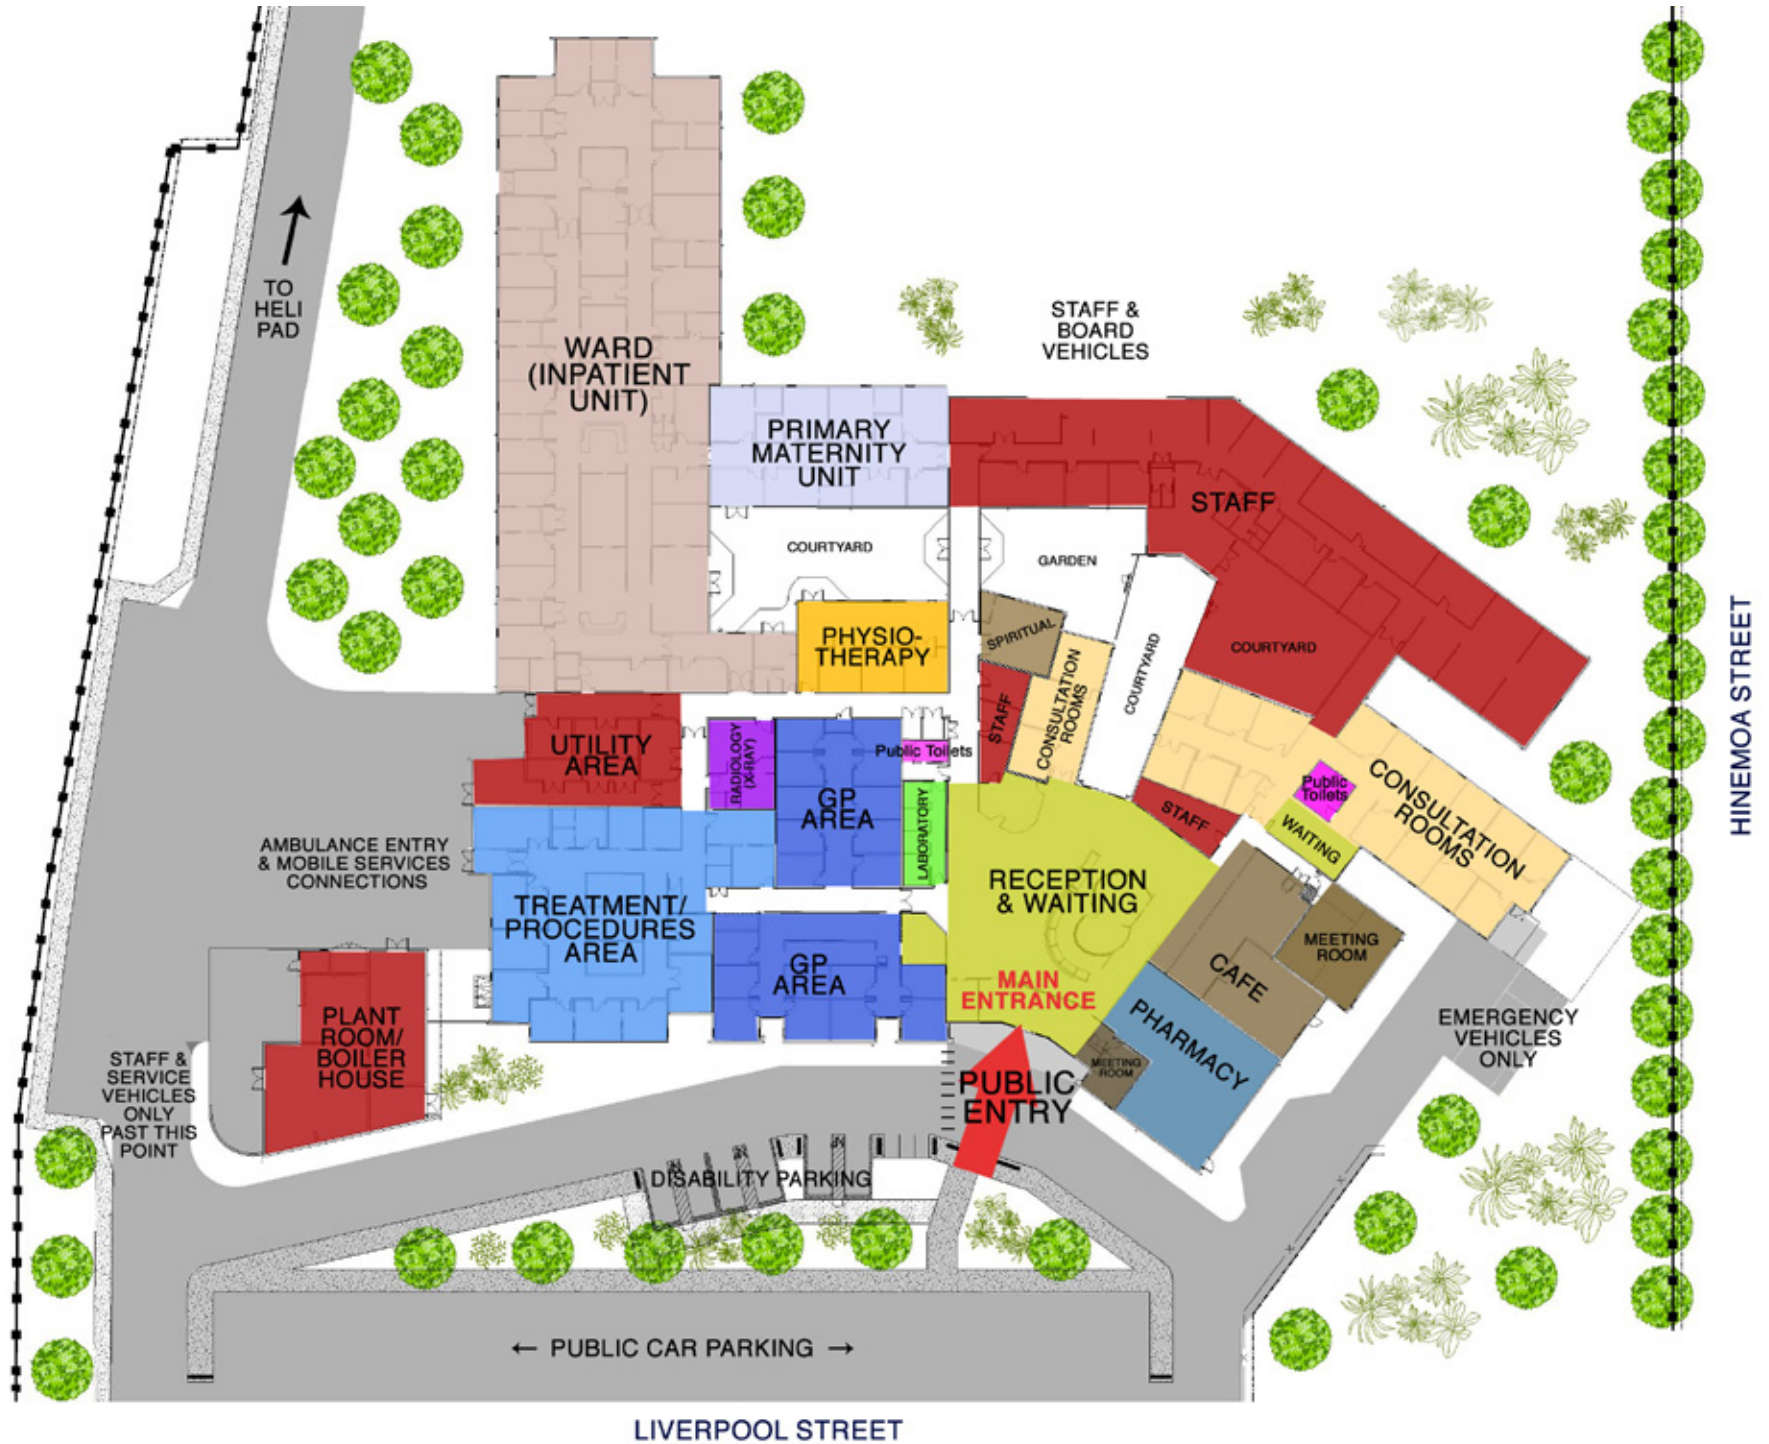 TO
HELI
PAD
WARD
(INPATIENT
UNIT)
STAFF &
BOARD
VEHICLES
PRIMARY
MATERNITY
UNIT
STAFF
COURTYARD
GARDEN
PHYSIO-
THERAPY
SPIRITUAL
CONSULTATION
ROOMS
COURTYARD
COURTYARD
STAFF
HINEMOA STREET
UTILITY
AREA
RADIOLOGY
(X-RAY)
GP
AREA
Public Toilets
LABORATORY
STAFF
Public
Toilets
WAITING
CONSULTATION
ROOMS
AMBULANCE ENTRY
& MOBILE SERVICES
CONNECTIONS
TREATMENT/
PROCEDURES
AREA
GP
AREA
RECEPTION
& WAITING
MAIN
ENTRANCE
CAFE
MEETING
ROOM
PHARMACY
MEETING
ROOM
EMERGENCY
VEHICLES
ONLY
PLANT
ROOM/
BOILER
HOUSE
STAFF &
SERVICE
VEHICLES
ONLY
PAST THIS
POINT
PUBLIC
ENTRY
DISABILITY PARKING
← PUBLIC CAR PARKING →
LIVERPOOL STREET